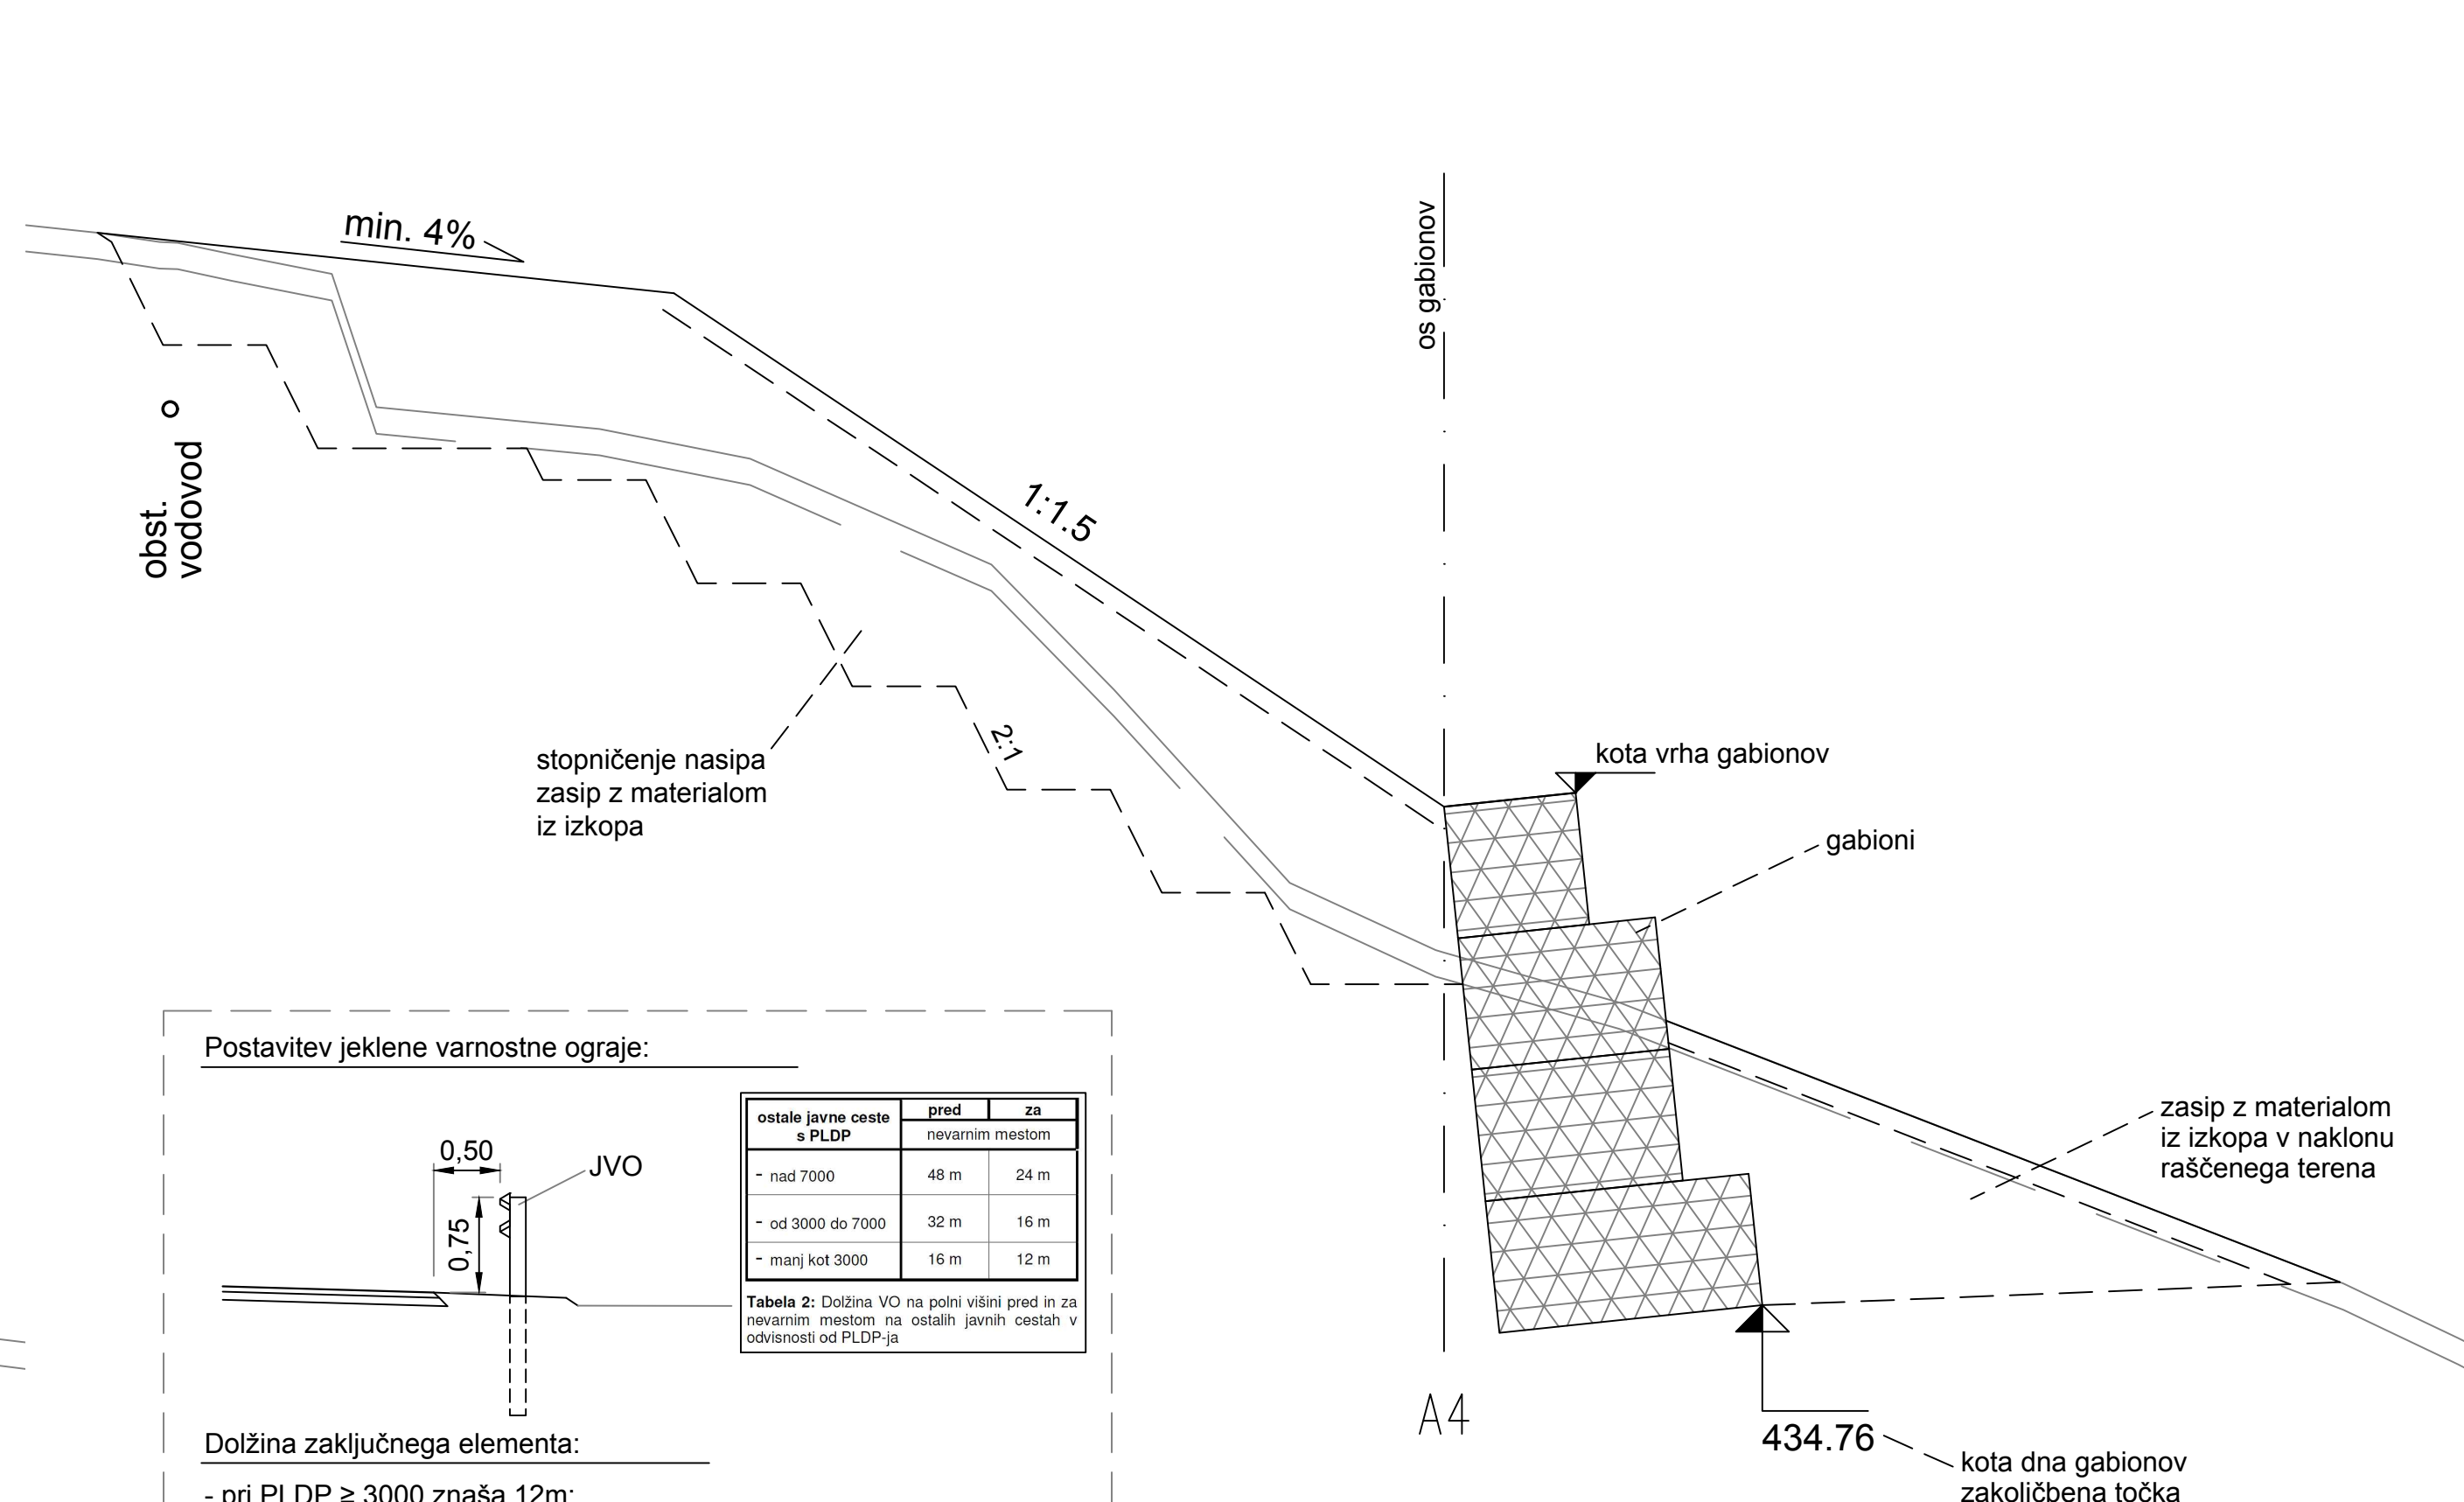 min. 4%
os gabionov
obst.
vodovod
1:1.5
2:1
stopničenje nasipa
zasip z materialom
iz izkopa
kota vrha gabionov
gabioni
zasip z materialom
iz izkopa v naklonu
raščenega terena
A4
434.76
kota dna gabionov
zakoličbena točka
Postavitev jeklene varnostne ograje:
0,50
JVO
0,75
ostale javne ceste
s PLDP
pred za
nevarnim mestom
- nad 7000 48 m 24 m
- od 3000 do 7000 32 m 16 m
- manj kot 3000 16 m 12 m
Tabela 2: Dolžina VO na polni višini pred in za
nevarnim mestom na ostalih javnih cestah v
odvisnosti od PLDP-ja
Dolžina zaključnega elementa:
- pri PLDP ≥ 3000 znaša 12m;